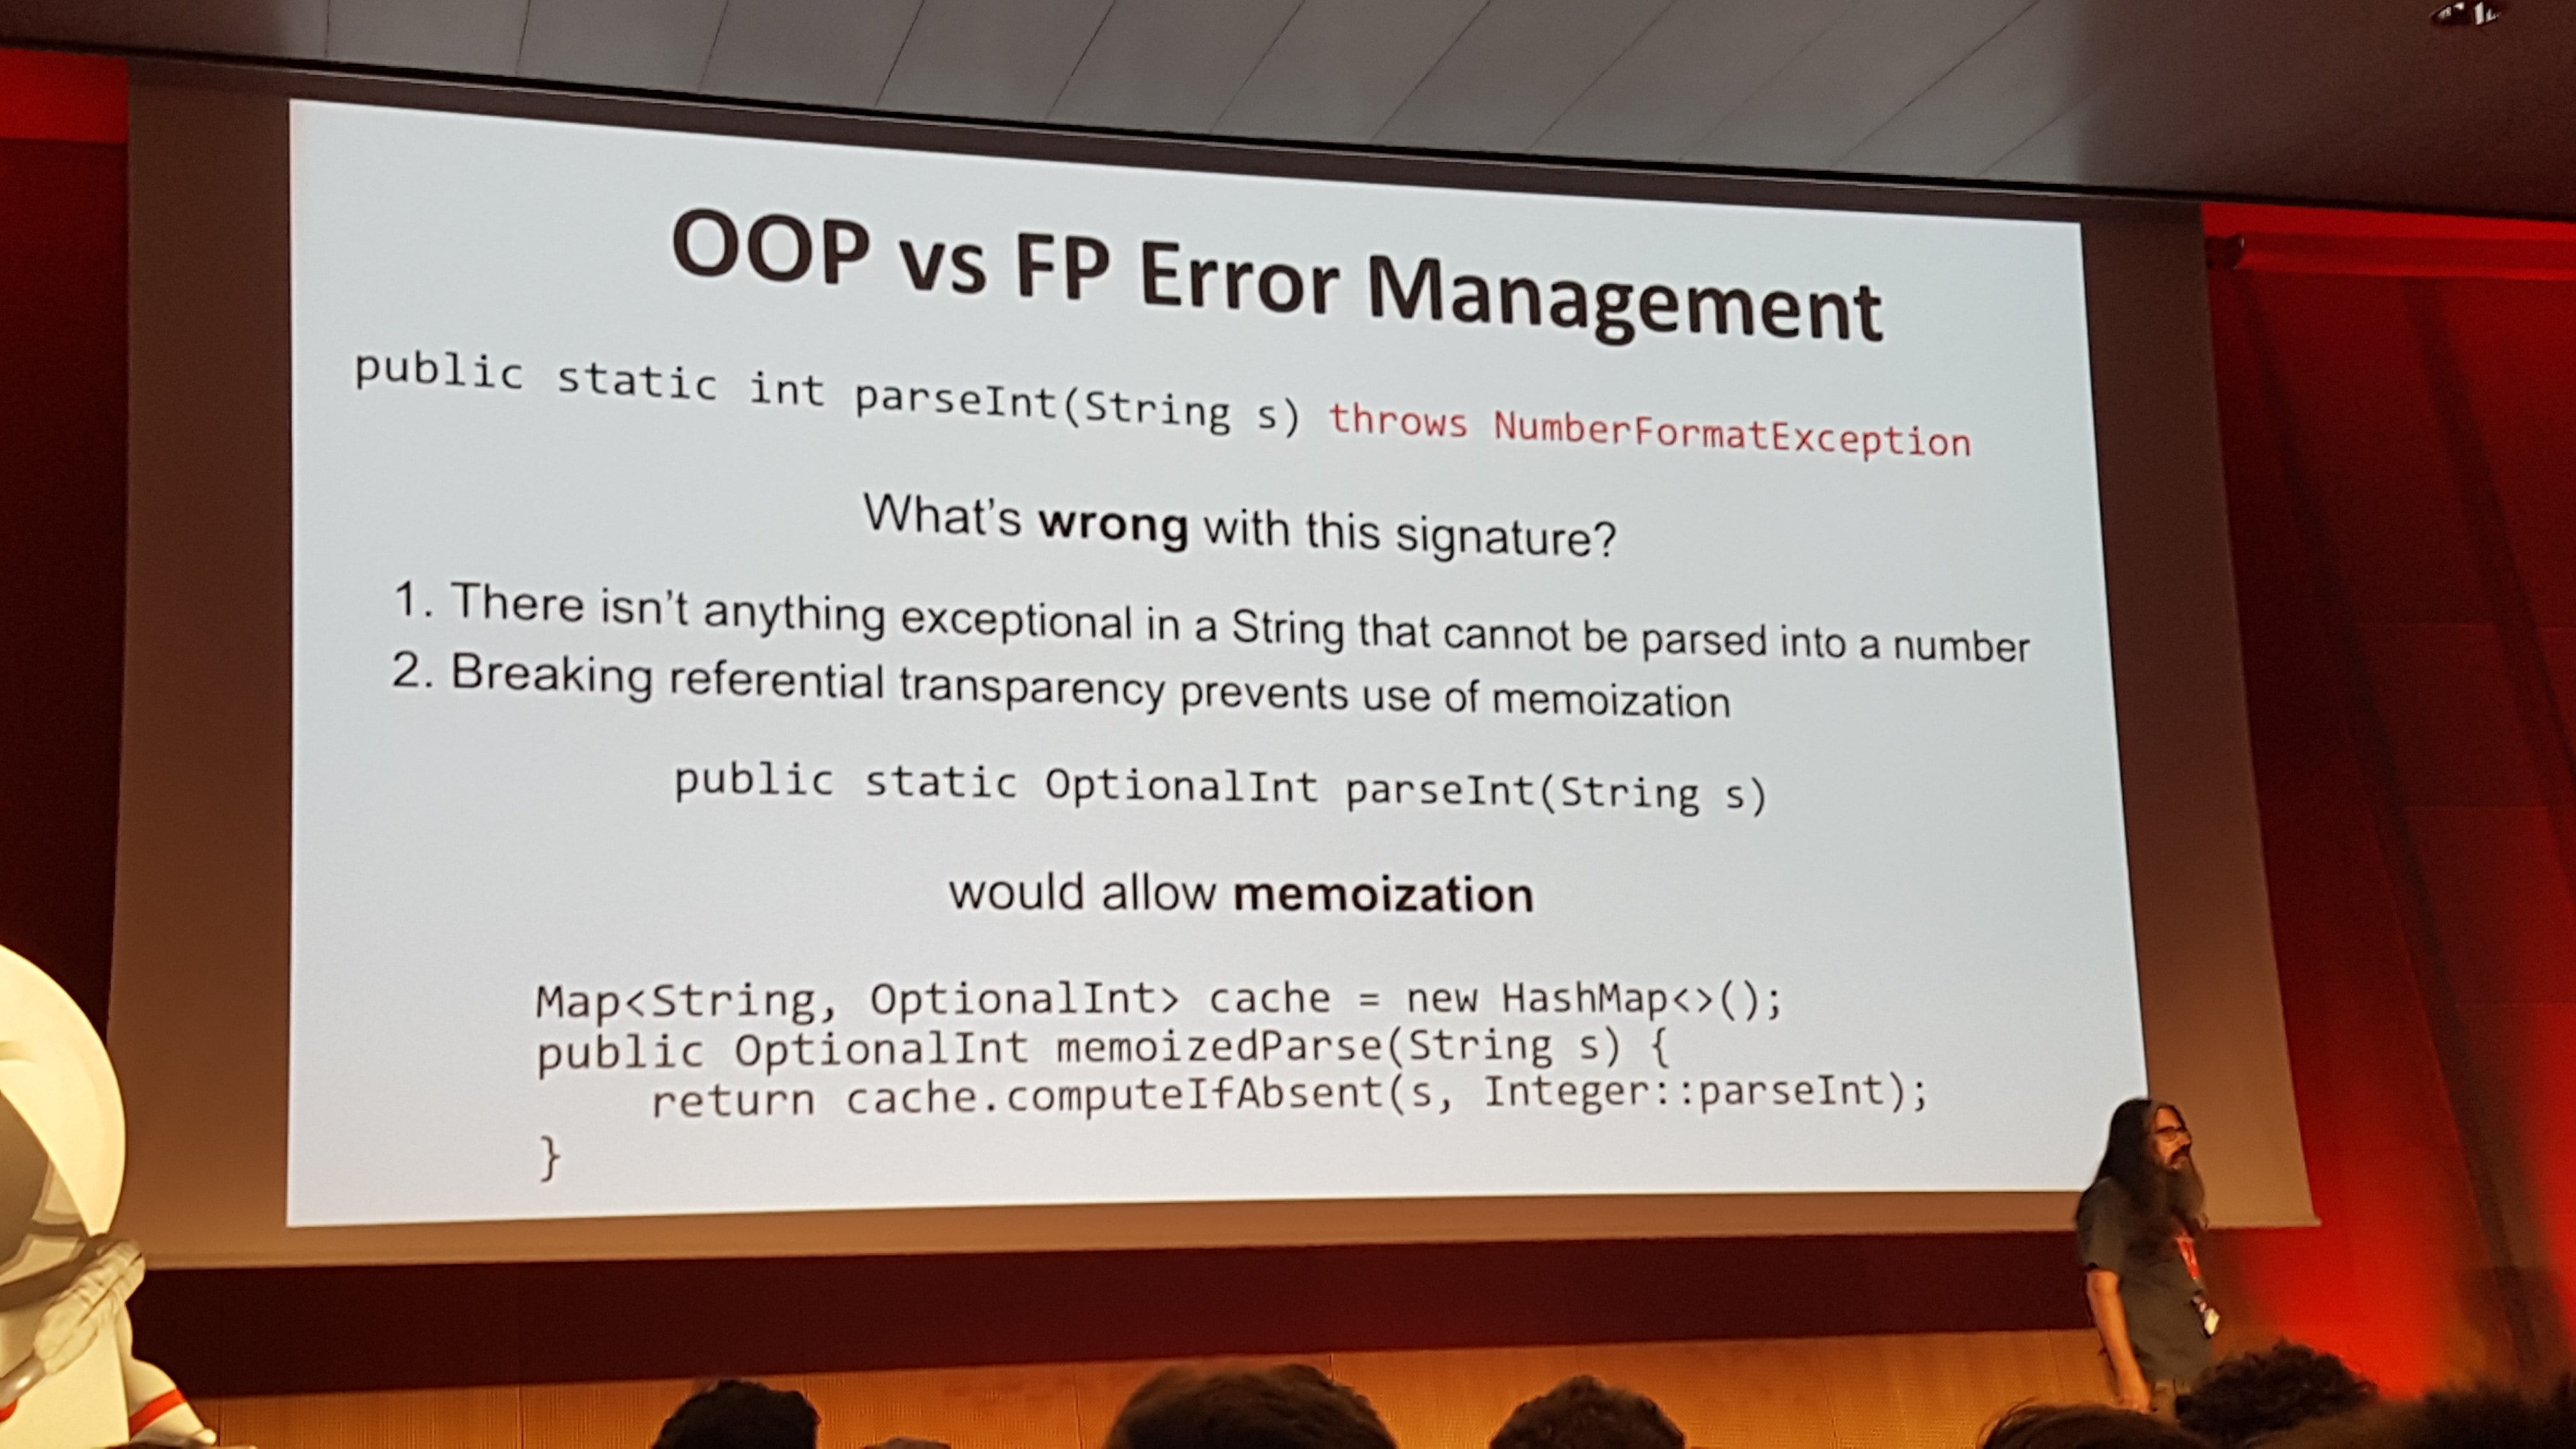 OOP vs FP Error Management
public static int parseInt(String s) throws NumberFormatException
What's wrong with this signature?
1. There isn't anything exceptional in a String that cannot be parsed into a number
2. Breaking referential transparency prevents use of memoization
public static OptionalInt parseInt(String s)
would allow memoization
Map<String, OptionalInt> cache = new HashMap<>();
public OptionalInt memoizedParse(String s) {
    return cache.computeIfAbsent(s, Integer::parseInt);
}